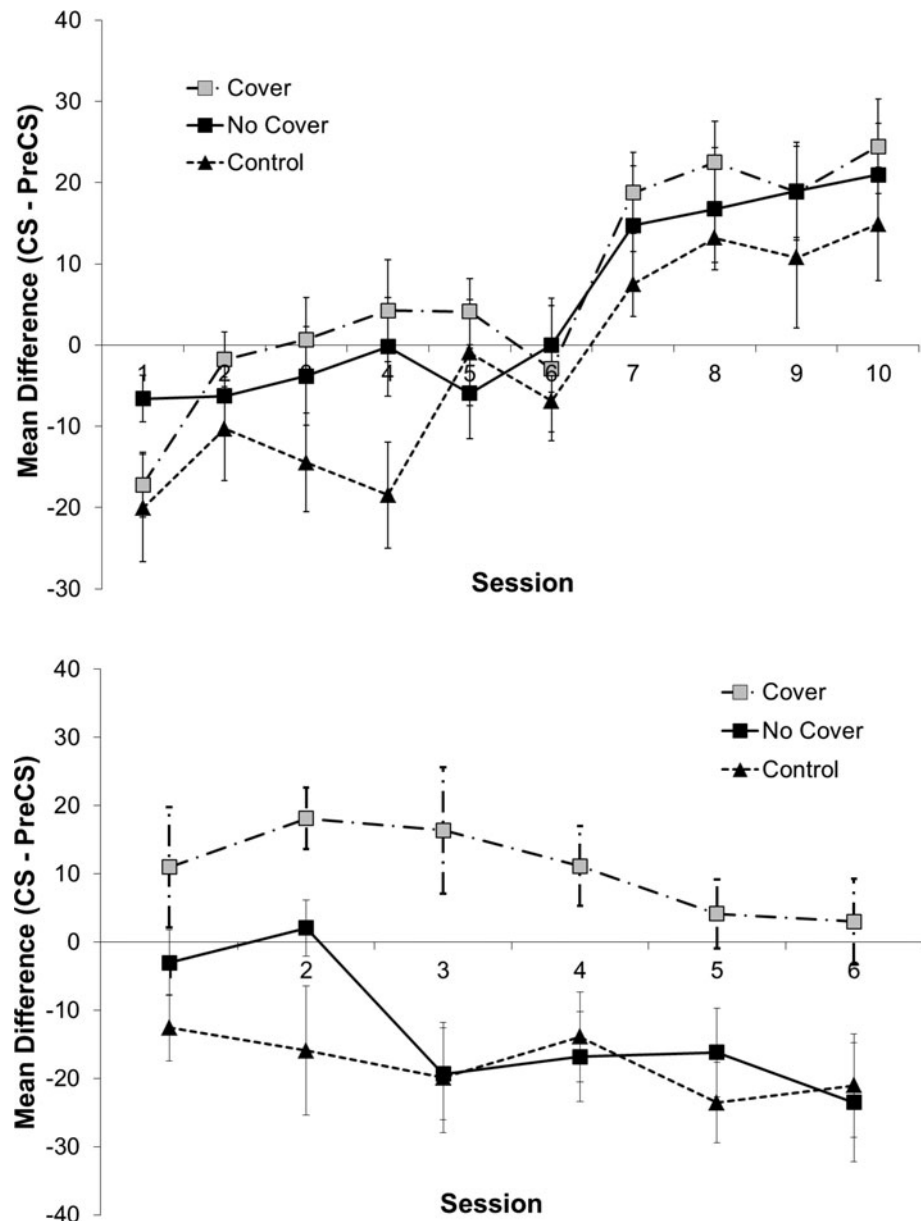 40
30
20
10
0
-10
-20
-30
Mean Difference (CS - PreCS)
Cover
No Cover
Control
1 2 3 4 5 6 7 8 9 10
Session
40
30
20
10
0
-10
-20
-30
-40
Mean Difference (CS - PreCS)
Cover
No Cover
Control
2 3 4 5 6
Session